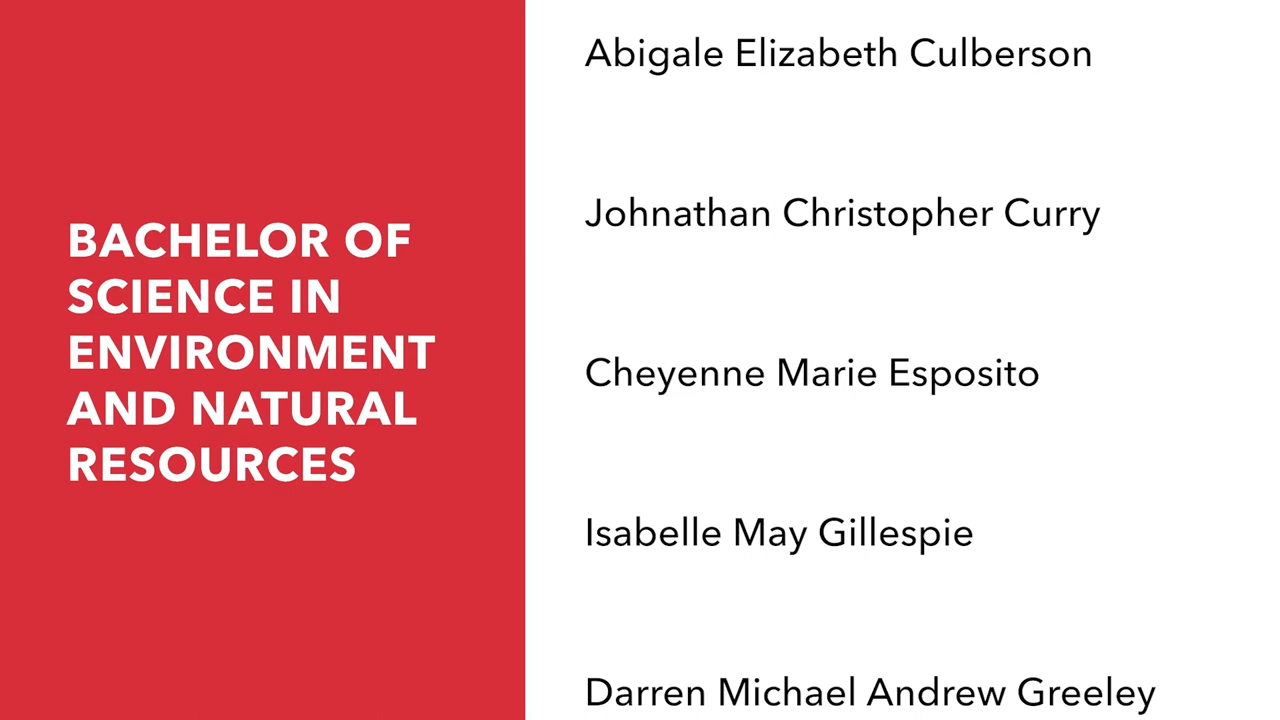 BACHELOR OF
SCIENCE IN
ENVIRONMENT
AND NATURAL
RESOURCES
Abigale Elizabeth Culberson
Johnathan Christopher Curry
Cheyenne Marie Esposito
Isabelle May Gillespie
Darren Michael Andrew Greeley